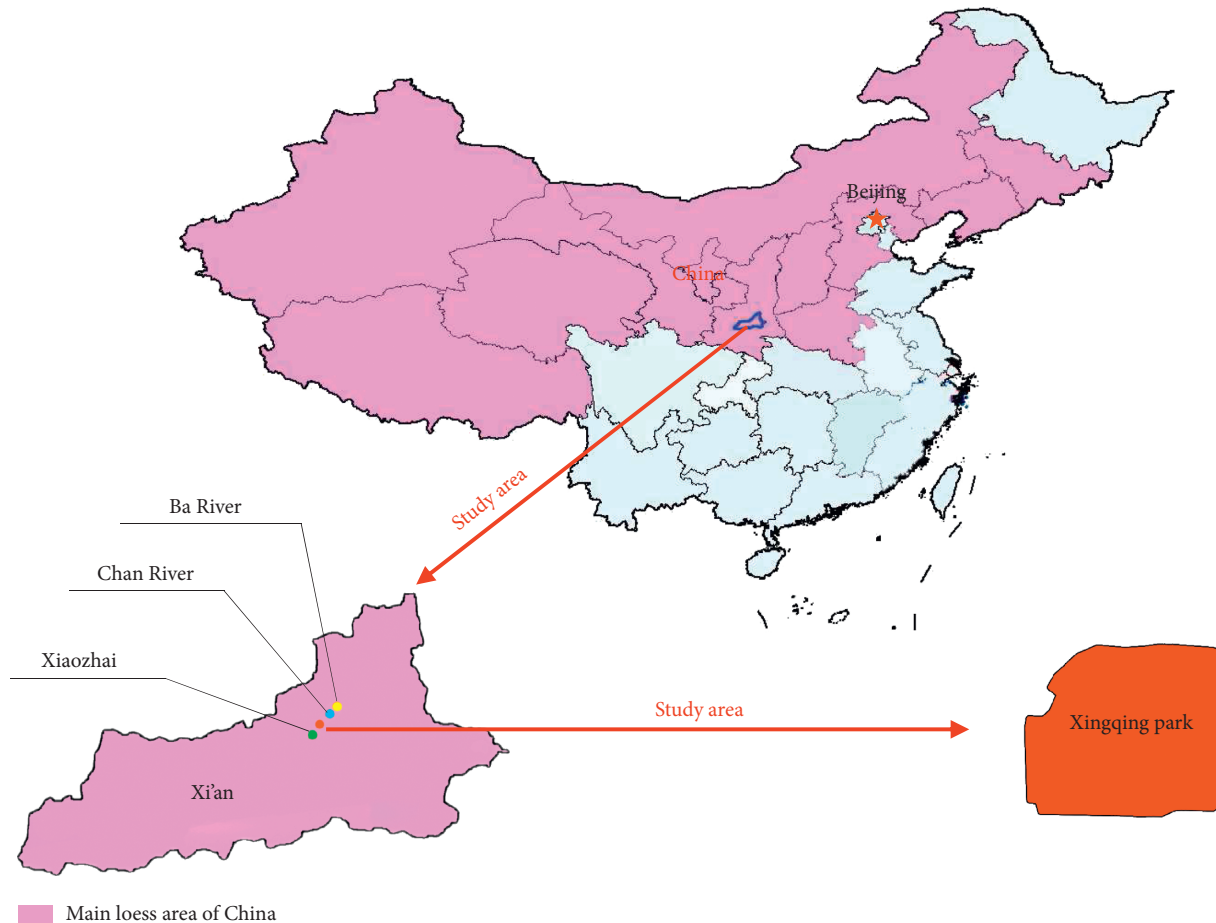 Beijing
China
Study area
Ba River
Chan River
Xiaozhai
Study area
Xingqing park
Xi'an
Main loess area of China